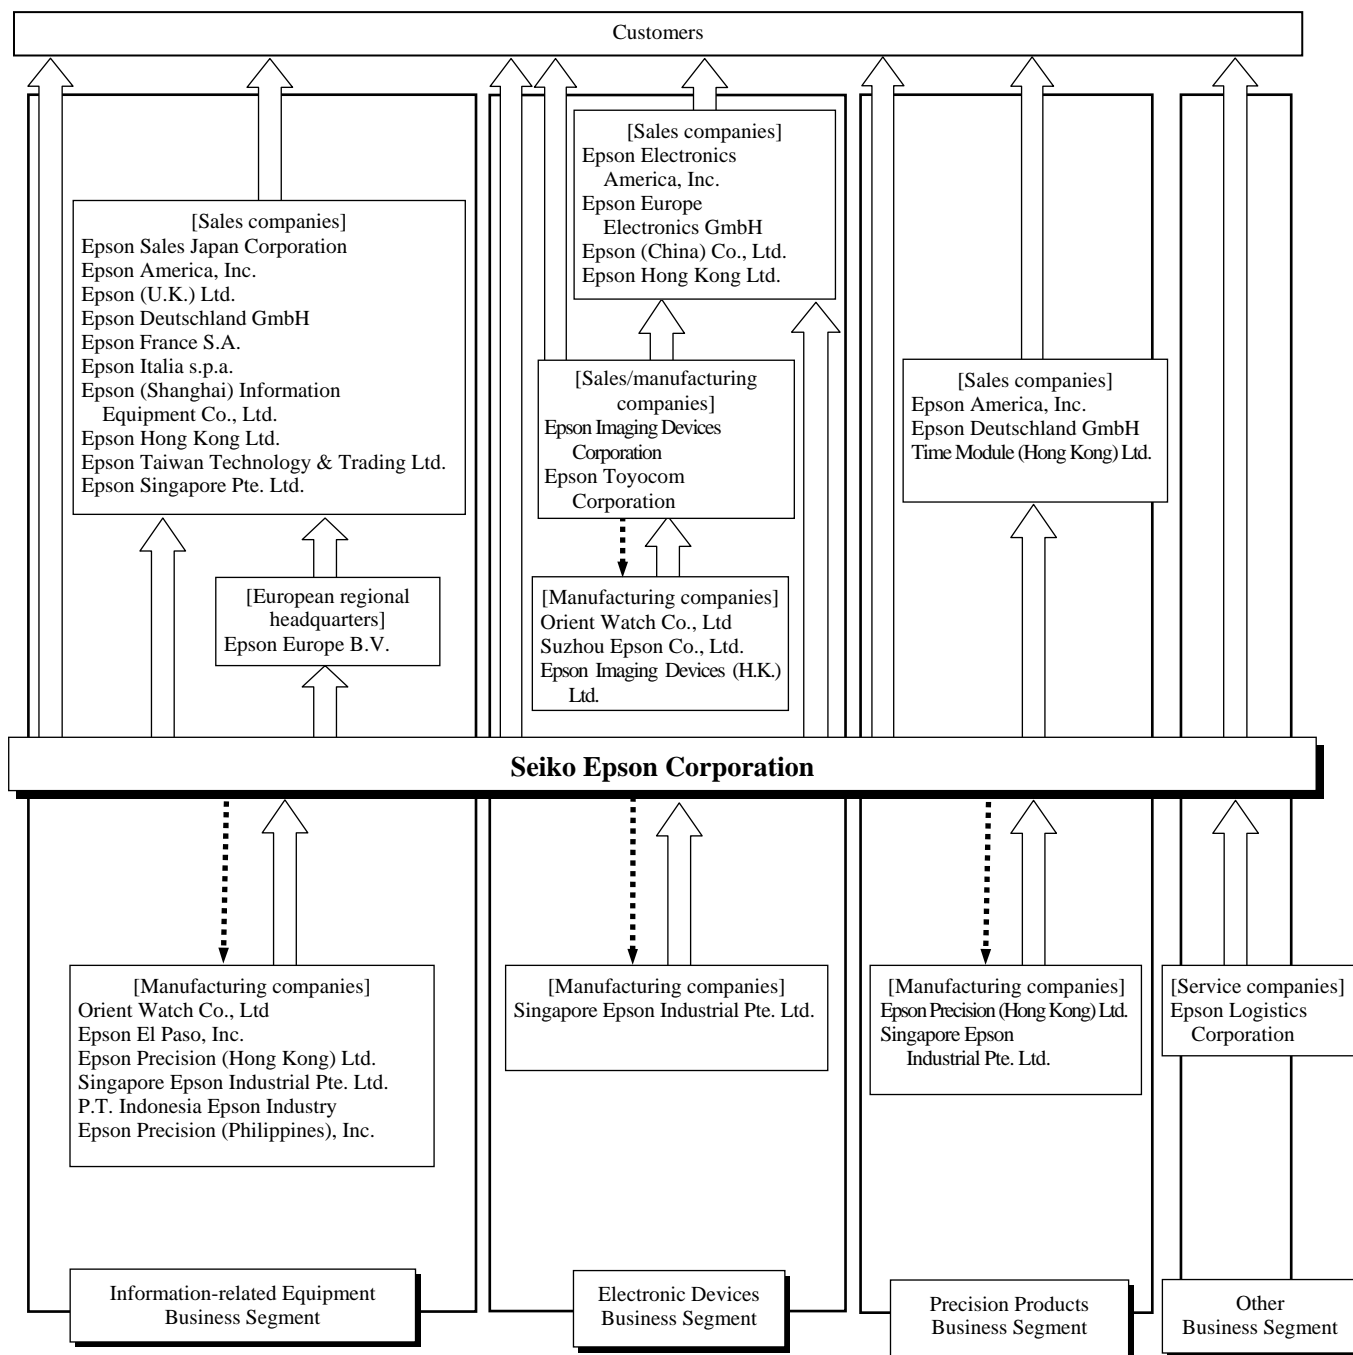 Customers
[Sales companies]
Epson Sales Japan Corporation
Epson America, Inc.
Epson (U.K.) Ltd.
Epson Deutschland GmbH
Epson France S.A.
Epson Italia s.p.a.
Epson (Shanghai) Information
Equipment Co., Ltd.
Epson Hong Kong Ltd.
Epson Taiwan Technology & Trading Ltd.
Epson Singapore Pte. Ltd.
[European regional
headquarters]
Epson Europe B.V.
[Sales companies]
Epson Electronics
America, Inc.
Epson Europe
Electronics GmbH
Epson (China) Co., Ltd.
Epson Hong Kong Ltd.
[Sales/manufacturing
companies]
Epson Imaging Devices
Corporation
Epson Toyocom
Corporation
[Manufacturing companies]
Orient Watch Co., Ltd
Suzhou Epson Co., Ltd.
Epson Imaging Devices (H.K.)
Ltd.
[Sales companies]
Epson America, Inc.
Epson Deutschland GmbH
Time Module (Hong Kong) Ltd.
Seiko Epson Corporation
[Manufacturing companies]
Orient Watch Co., Ltd
Epson El Paso, Inc.
Epson Precision (Hong Kong) Ltd.
Singapore Epson Industrial Pte. Ltd.
P.T. Indonesia Epson Industry
Epson Precision (Philippines), Inc.
[Manufacturing companies]
Singapore Epson Industrial Pte. Ltd.
[Manufacturing companies]
Epson Precision (Hong Kong) Ltd.
Singapore Epson
Industrial Pte. Ltd.
[Service companies]
Epson Logistics
Corporation
Information-related Equipment
Business Segment
Electronic Devices
Business Segment
Precision Products
Business Segment
Other
Business Segment